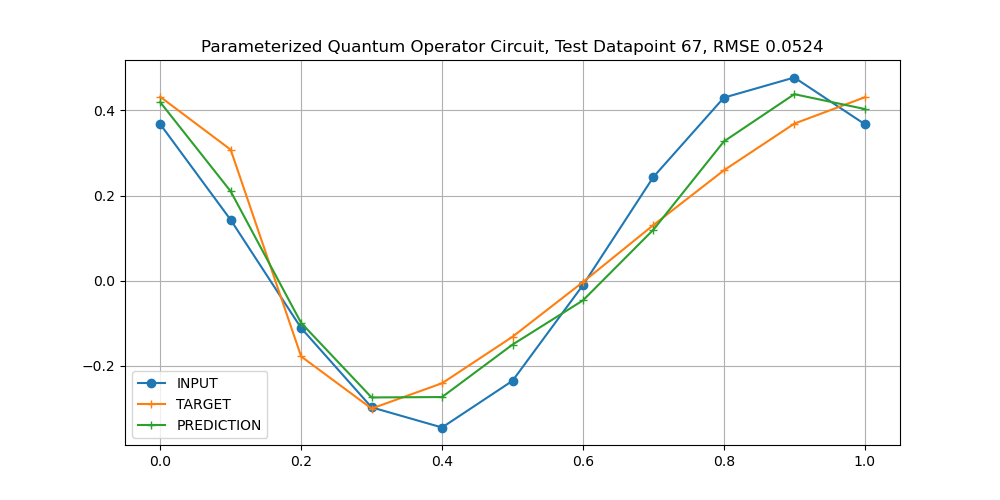 Parameterized Quantum Operator Circuit, Test Datapoint 67, RMSE 0.0524
0.4
0.2
0.0
−0.2
INPUT
TARGET
PREDICTION
0.0 0.2 0.4 0.6 0.8 1.0